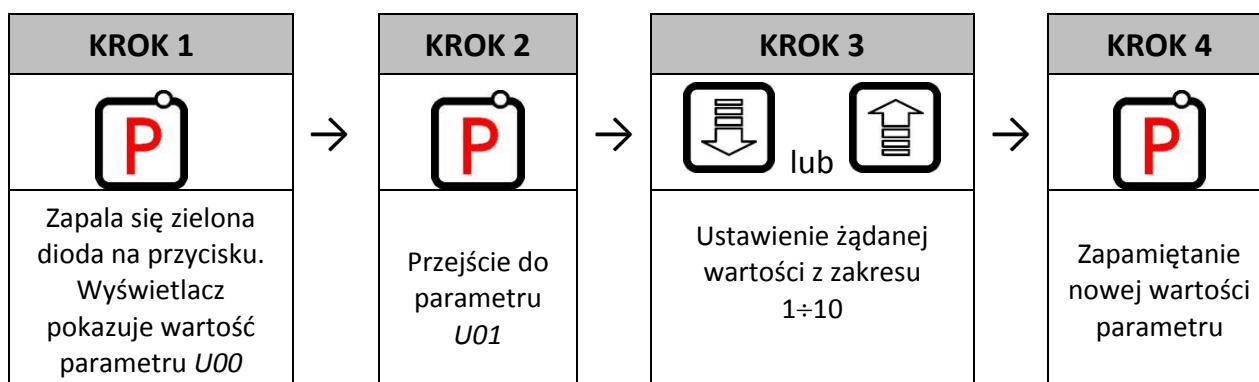 KROK 1
P
Zapala się zielona
dioda na przycisku.
Wyświetlacz
pokazuje wartość
parametru U00
→
KROK 2
P
Przejście do
parametru
U01
→
KROK 3
lub
Ustawienie żądanej
wartości z zakresu
1÷10
→
KROK 4
P
Zapamiętanie
nowej wartości
parametru